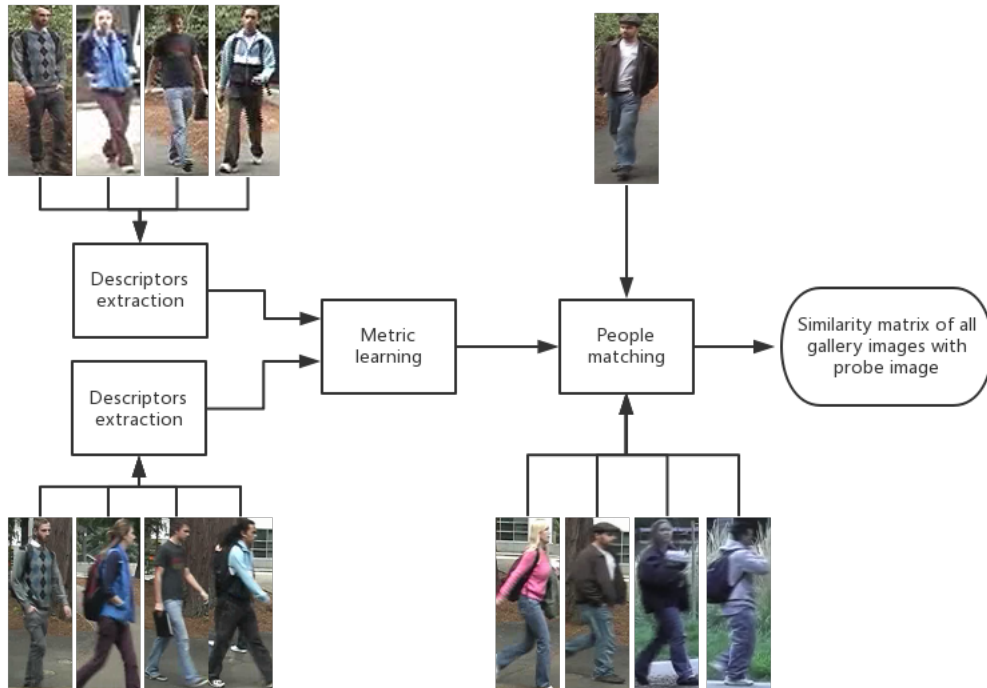 Descriptors
extraction
Descriptors
extraction
Metric
learning
People
matching
Similarity matrix of all
gallery images with
probe image